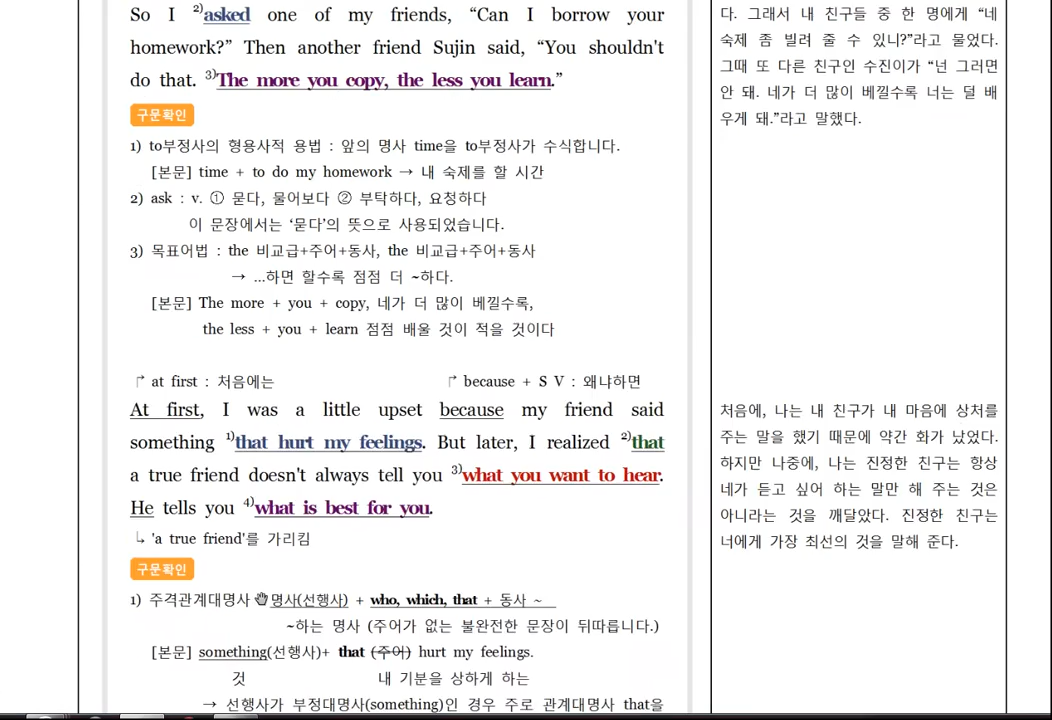 So I 2)asked one of my friends, “Can I borrow your
homework?” Then another friend Sujin said, “You shouldn't
do that. 3)The more you copy, the less you learn.”
구문확인
1) to부정사의 형용사적 용법 : 앞의 명사 time을 to부정사가 수식합니다.
[본문] time + to do my homework → 내 숙제를 할 시간
2) ask : v. ① 묻다, 물어보다 ② 부탁하다, 요청하다
이 문장에서는 ‘묻다’의 뜻으로 사용되었습니다.
3) 목표어법 : the 비교급+주어+동사, the 비교급+주어+동사
→ ...하면 할수록 점점 더 ~하다.
[본문] The more + you + copy, 네가 더 많이 베낄수록,
the less + you + learn 점점 배울 것이 적을 것이다
↱ at first : 처음에는
↱ because + S V : 왜냐하면
At first, I was a little upset because my friend said
something 1)that hurt my feelings. But later, I realized 2)that
a true friend doesn't always tell you 3)what you want to hear.
He tells you 4)what is best for you.
↳ 'a true friend'를 가리킴
구문확인
1) 주격관계대명사 명사(선행사) + who, which, that + 동사 ~
~하는 명사 (주어가 없는 불완전한 문장이 뒤따릅니다.)
[본문] something(선행사)+ that (주어) hurt my feelings.
것 내 기분을 상하게 하는
→ 선행사가 부정대명사(something)인 경우 주로 관계대명사 that을
다. 그래서 내 친구들 중 한 명에게 “네
숙제 좀 빌려 줄 수 있니?”라고 물었다.
그때 또 다른 친구인 수진이가 “넌 그러면
안 돼. 네가 더 많이 베낄수록 너는 덜 배
우게 돼.”라고 말했다.
처음에, 나는 내 친구가 내 마음에 상처를
주는 말을 했기 때문에 약간 화가 났었다.
하지만 나중에, 나는 진정한 친구는 항상
네가 듣고 싶어 하는 말만 해 주는 것은
아니라는 것을 깨달았다. 진정한 친구는
너에게 가장 최선의 것을 말해 준다.